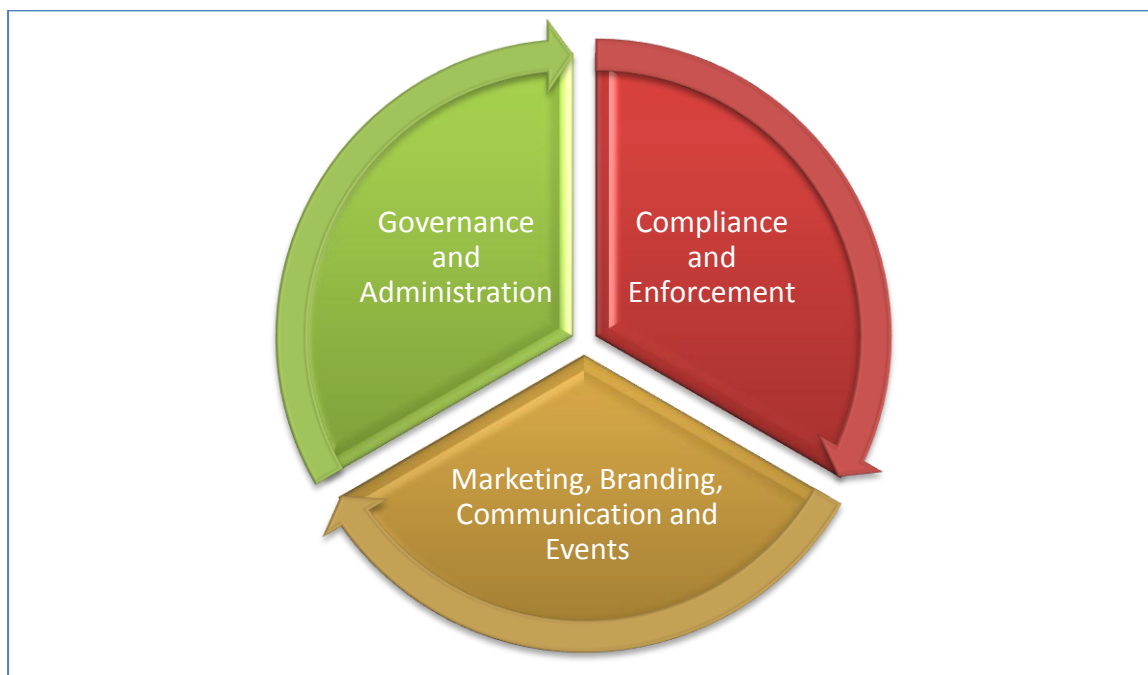 Governance
and
Administration
Compliance
and
Enforcement
Marketing, Branding,
Communication and
Events